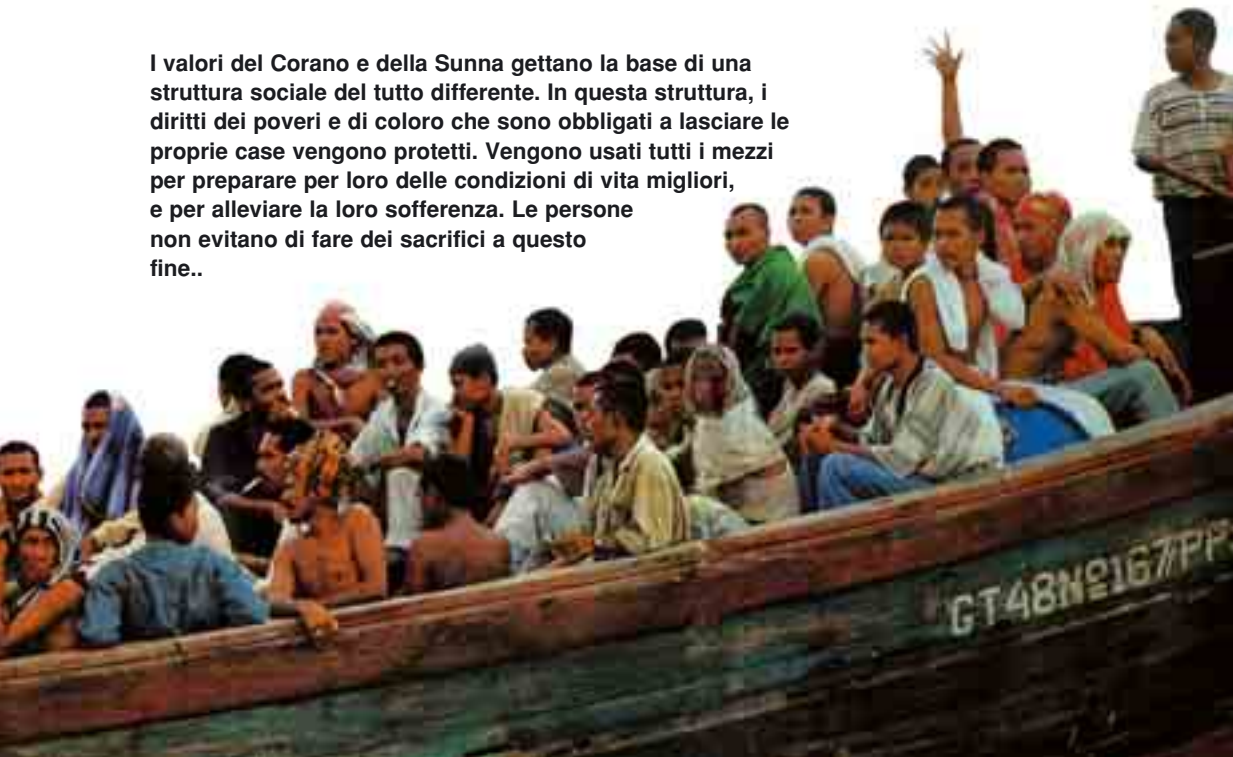 I valori del Corano e della Sunna gettano la base di una
struttura sociale del tutto differente. In questa struttura, i
diritti dei poveri e di coloro che sono obbligati a lasciare le
proprie case vengono protetti. Vengono usati tutti i mezzi
per preparare per loro delle condizioni di vita migliori,
e per alleviare la loro sofferenza. Le persone
non evitano di fare dei sacrifici a questo
fine..
GT48Nº167/PP